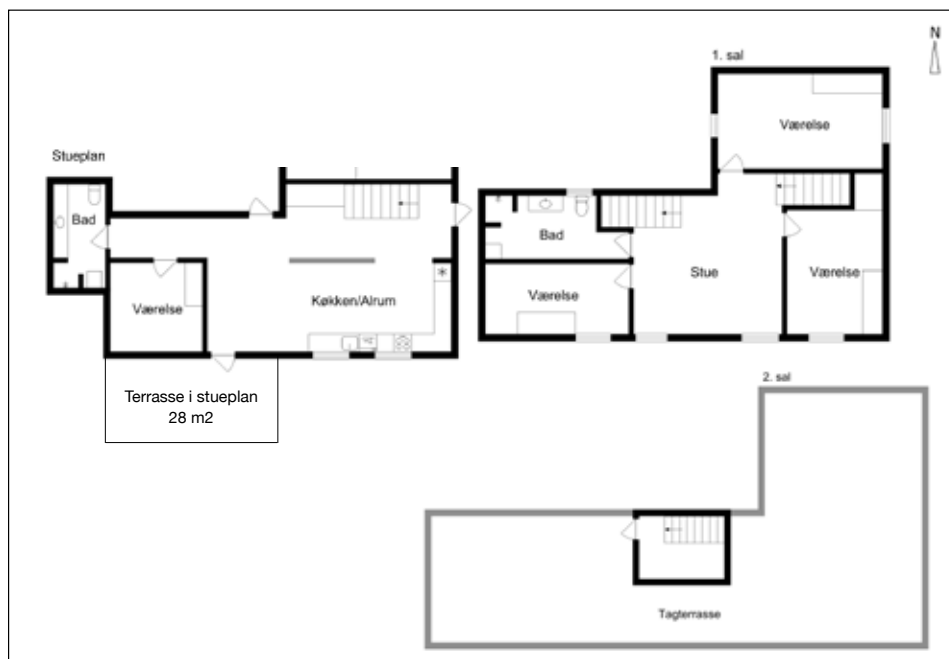 N
1. sal
Værelse
Stueplan
Bad
Bad
Stue
Værelse
Værelse
Køkken/Alrum
Værelse
Terrasse i stueplan
28 m2
2. sal
Tagterrasse